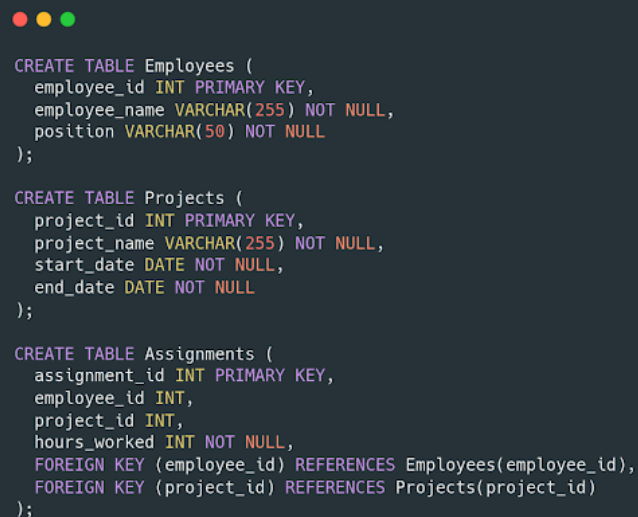 CREATE TABLE Employees (
  employee_id INT PRIMARY KEY,
  employee_name VARCHAR(255) NOT NULL,
  position VARCHAR(50) NOT NULL
);

CREATE TABLE Projects (
  project_id INT PRIMARY KEY,
  project_name VARCHAR(255) NOT NULL,
  start_date DATE NOT NULL,
  end_date DATE NOT NULL
);

CREATE TABLE Assignments (
  assignment_id INT PRIMARY KEY,
  employee_id INT,
  project_id INT,
  hours_worked INT NOT NULL,
  FOREIGN KEY (employee_id) REFERENCES Employees(employee_id),
  FOREIGN KEY (project_id) REFERENCES Projects(project_id)
);